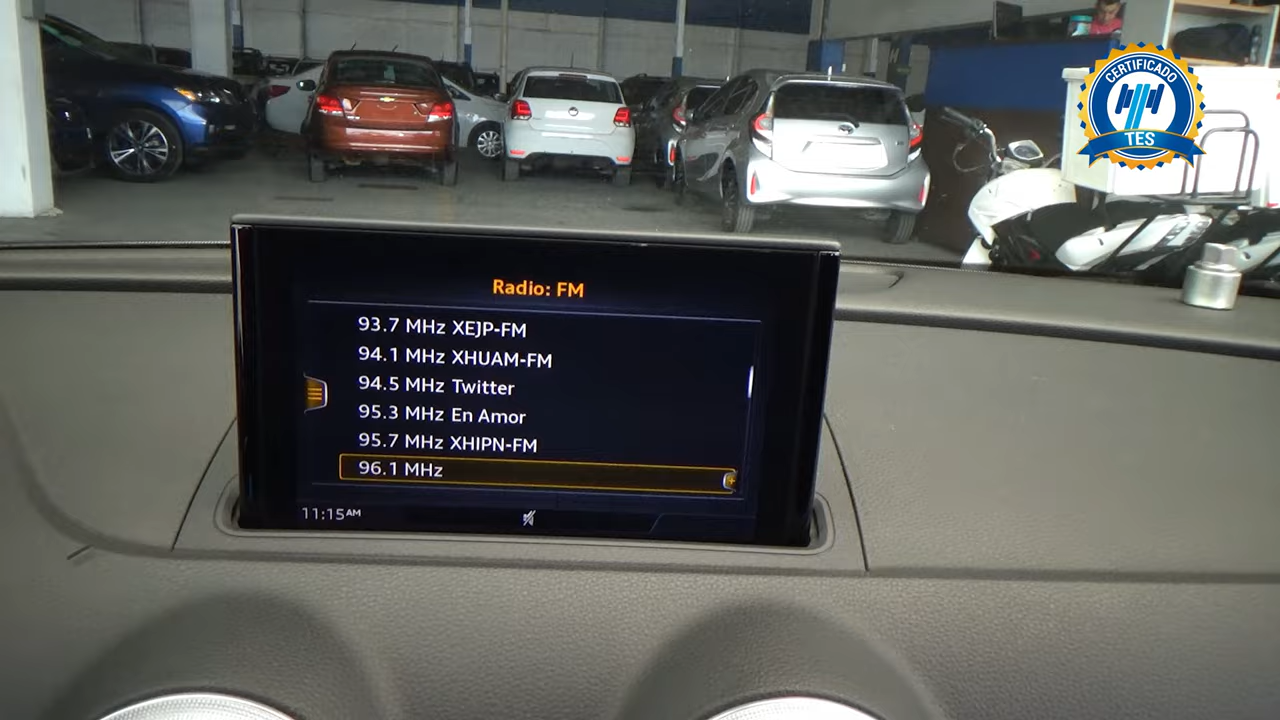 CERTIFICADO
TES
Radio: FM
93.7 MHz XEJP-FM
94.1 MHz XHUAM-FM
94.5 MHz Twitter
95.3 MHz En Amor
95.7 MHz XHIPN-FM
96.1 MHz
11:15AM